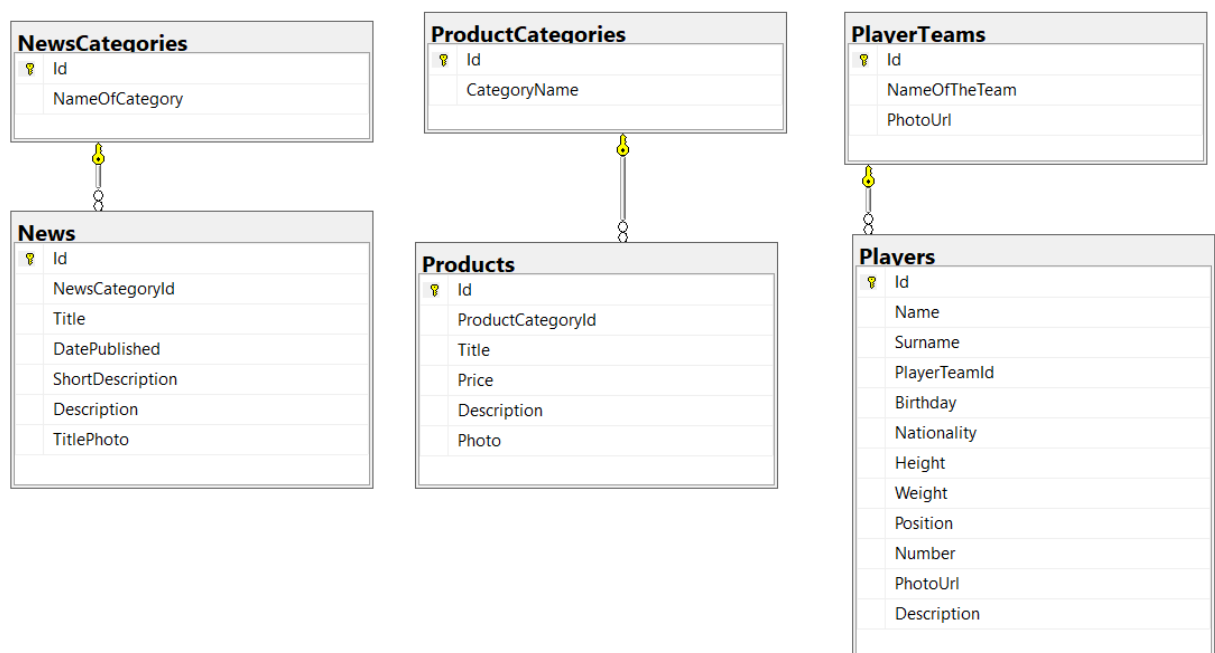 NewsCategories
Id
NameOfCategory
News
Id
NewsCategoryId
Title
DatePublished
ShortDescription
Description
TitlePhoto
ProductCategories
Id
CategoryName
Products
Id
ProductCategoryId
Title
Price
Description
Photo
PlayerTeams
Id
NameOfTheTeam
PhotoUrl
Players
Id
Name
Surname
PlayerTeamId
Birthday
Nationality
Height
Weight
Position
Number
PhotoUrl
Description